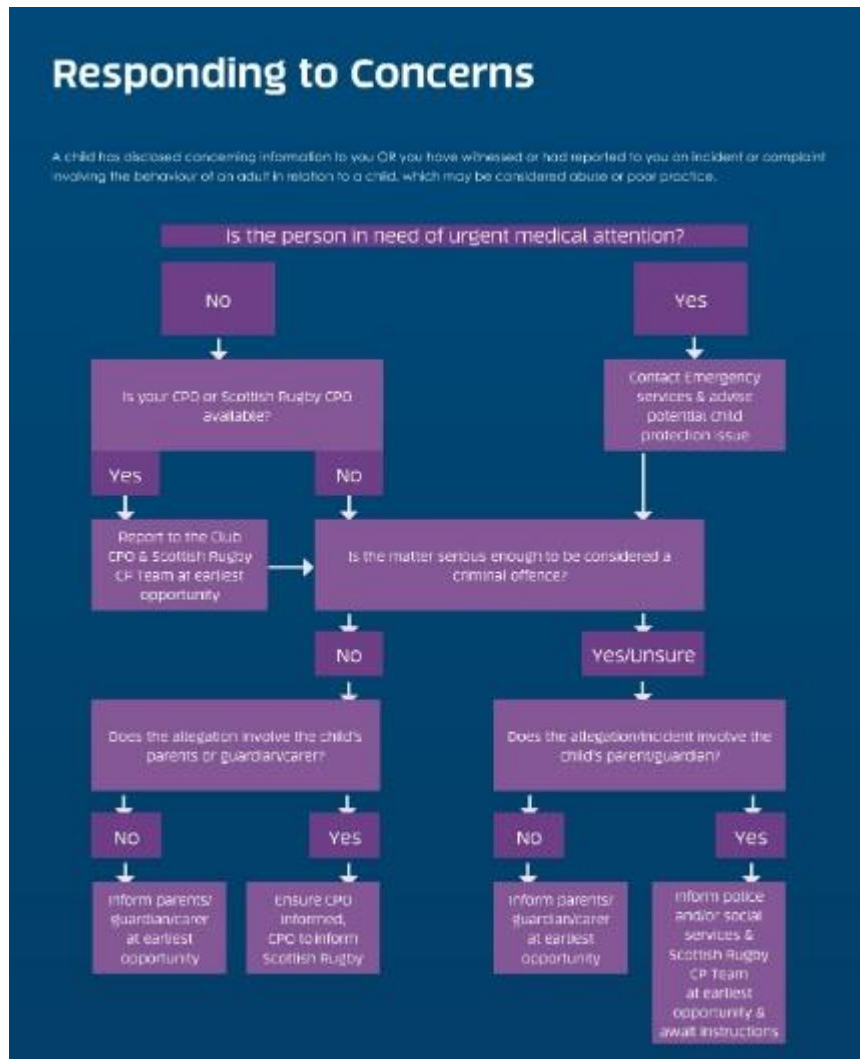 Responding to Concerns
A child has disclosed concerning information to you OR you have witnessed or had reported to you an incident or complaint
involving the behaviour of an adult in relation to a child, which may be considered abuse or poor practice.
Is the person in need of urgent medical attention?
No
Yes
Is your CPO or Scottish Rugby CPO
available?
Contact Emergency
services & advise
potential child
protection issue
Yes
No
Report to the Club
CPO & Scottish Rugby
CP Team at earliest
opportunity
Is the matter serious enough to be considered a
criminal offence?
No
Yes/Unsure
Does the allegation involve the child's
parents or guardian/carer?
Does the allegation/incident involve the
child's parent/guardian?
No
Yes
No
Yes
Inform parents/
guardian/carer
at earliest
opportunity
Ensure CPO
informed,
CPO to inform
Scottish Rugby
Inform parents/
guardian/carer
at earliest
opportunity
Inform police
and/or social
services &
Scottish Rugby
CP Team
at earliest
opportunity &
await instructions